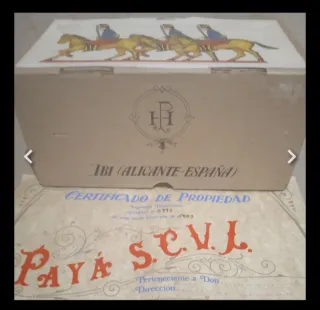 IBI (ALICANTE-ESPAÑA)
CERTIFICADO DE PROPIEDAD
PAYÁ S.C.V.L.
Perteneciente a Don
Dirección